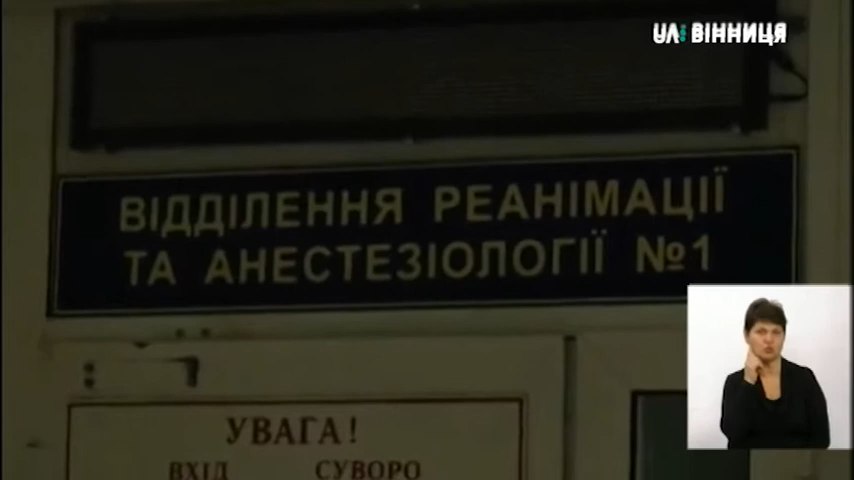 UA: ВІННИЦЯ
ВІДДІЛЕННЯ РЕАНІМАЦІЇ
ТА АНЕСТЕЗІОЛОГІЇ №1
УВАГА!
ВХІД СУВОРО